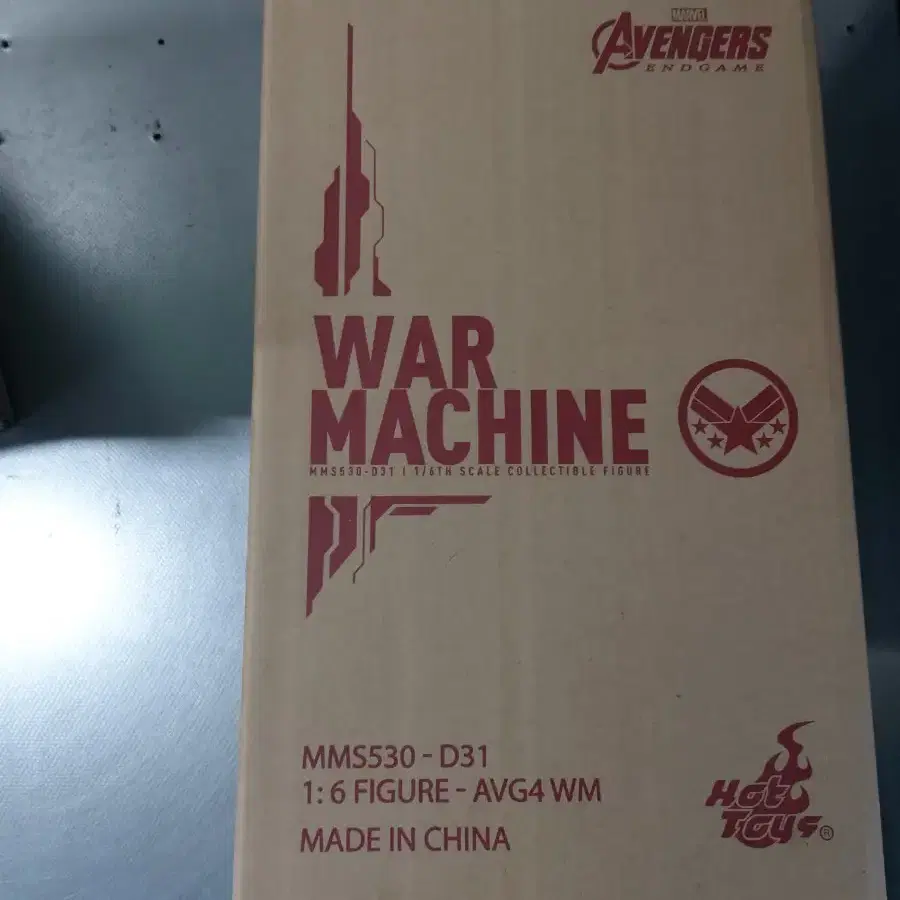 MARVEL
AVENGERS
ENDGAME
WAR
MACHINE
MMS530-D31 | 1/6TH SCALE COLLECTIBLE FIGURE
MMS530 - D31
1: 6 FIGURE - AVG4 WM
MADE IN CHINA
Hot
Toys®